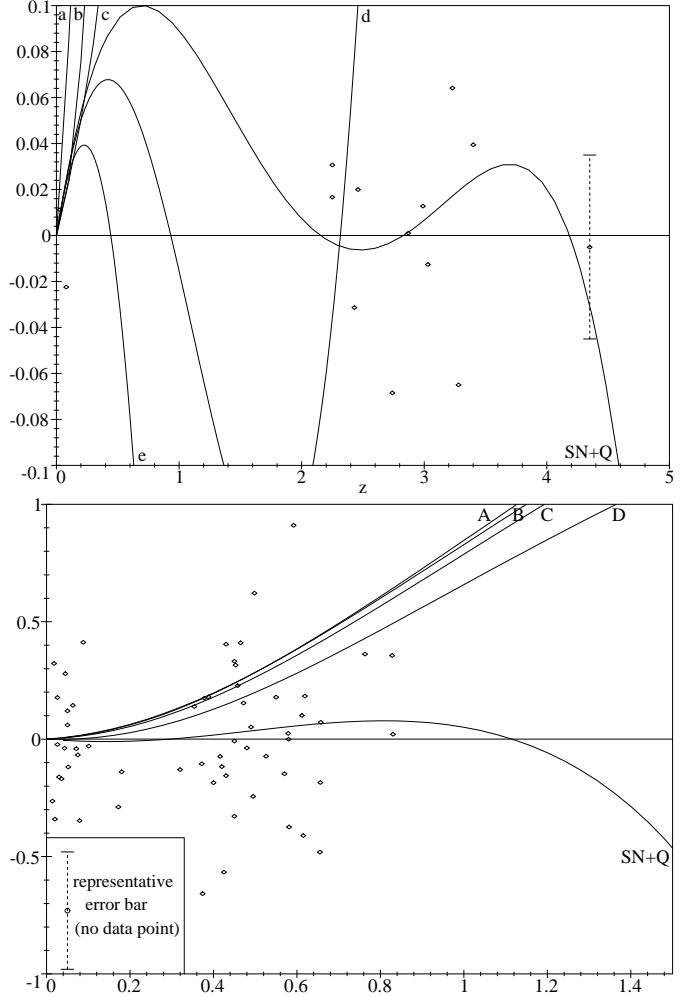 0.1
a b c d
0.08
0.06
0.04
0.02
0
-0.02
-0.04
-0.06
-0.08
e SN+Q
-0.1
0 1 2 3 4 5
z
1
A B C D
0.5
0
SN+Q
-0.5
representative
error bar
(no data point)
-1
0 0.2 0.4 0.6 0.8 1 1.2 1.4